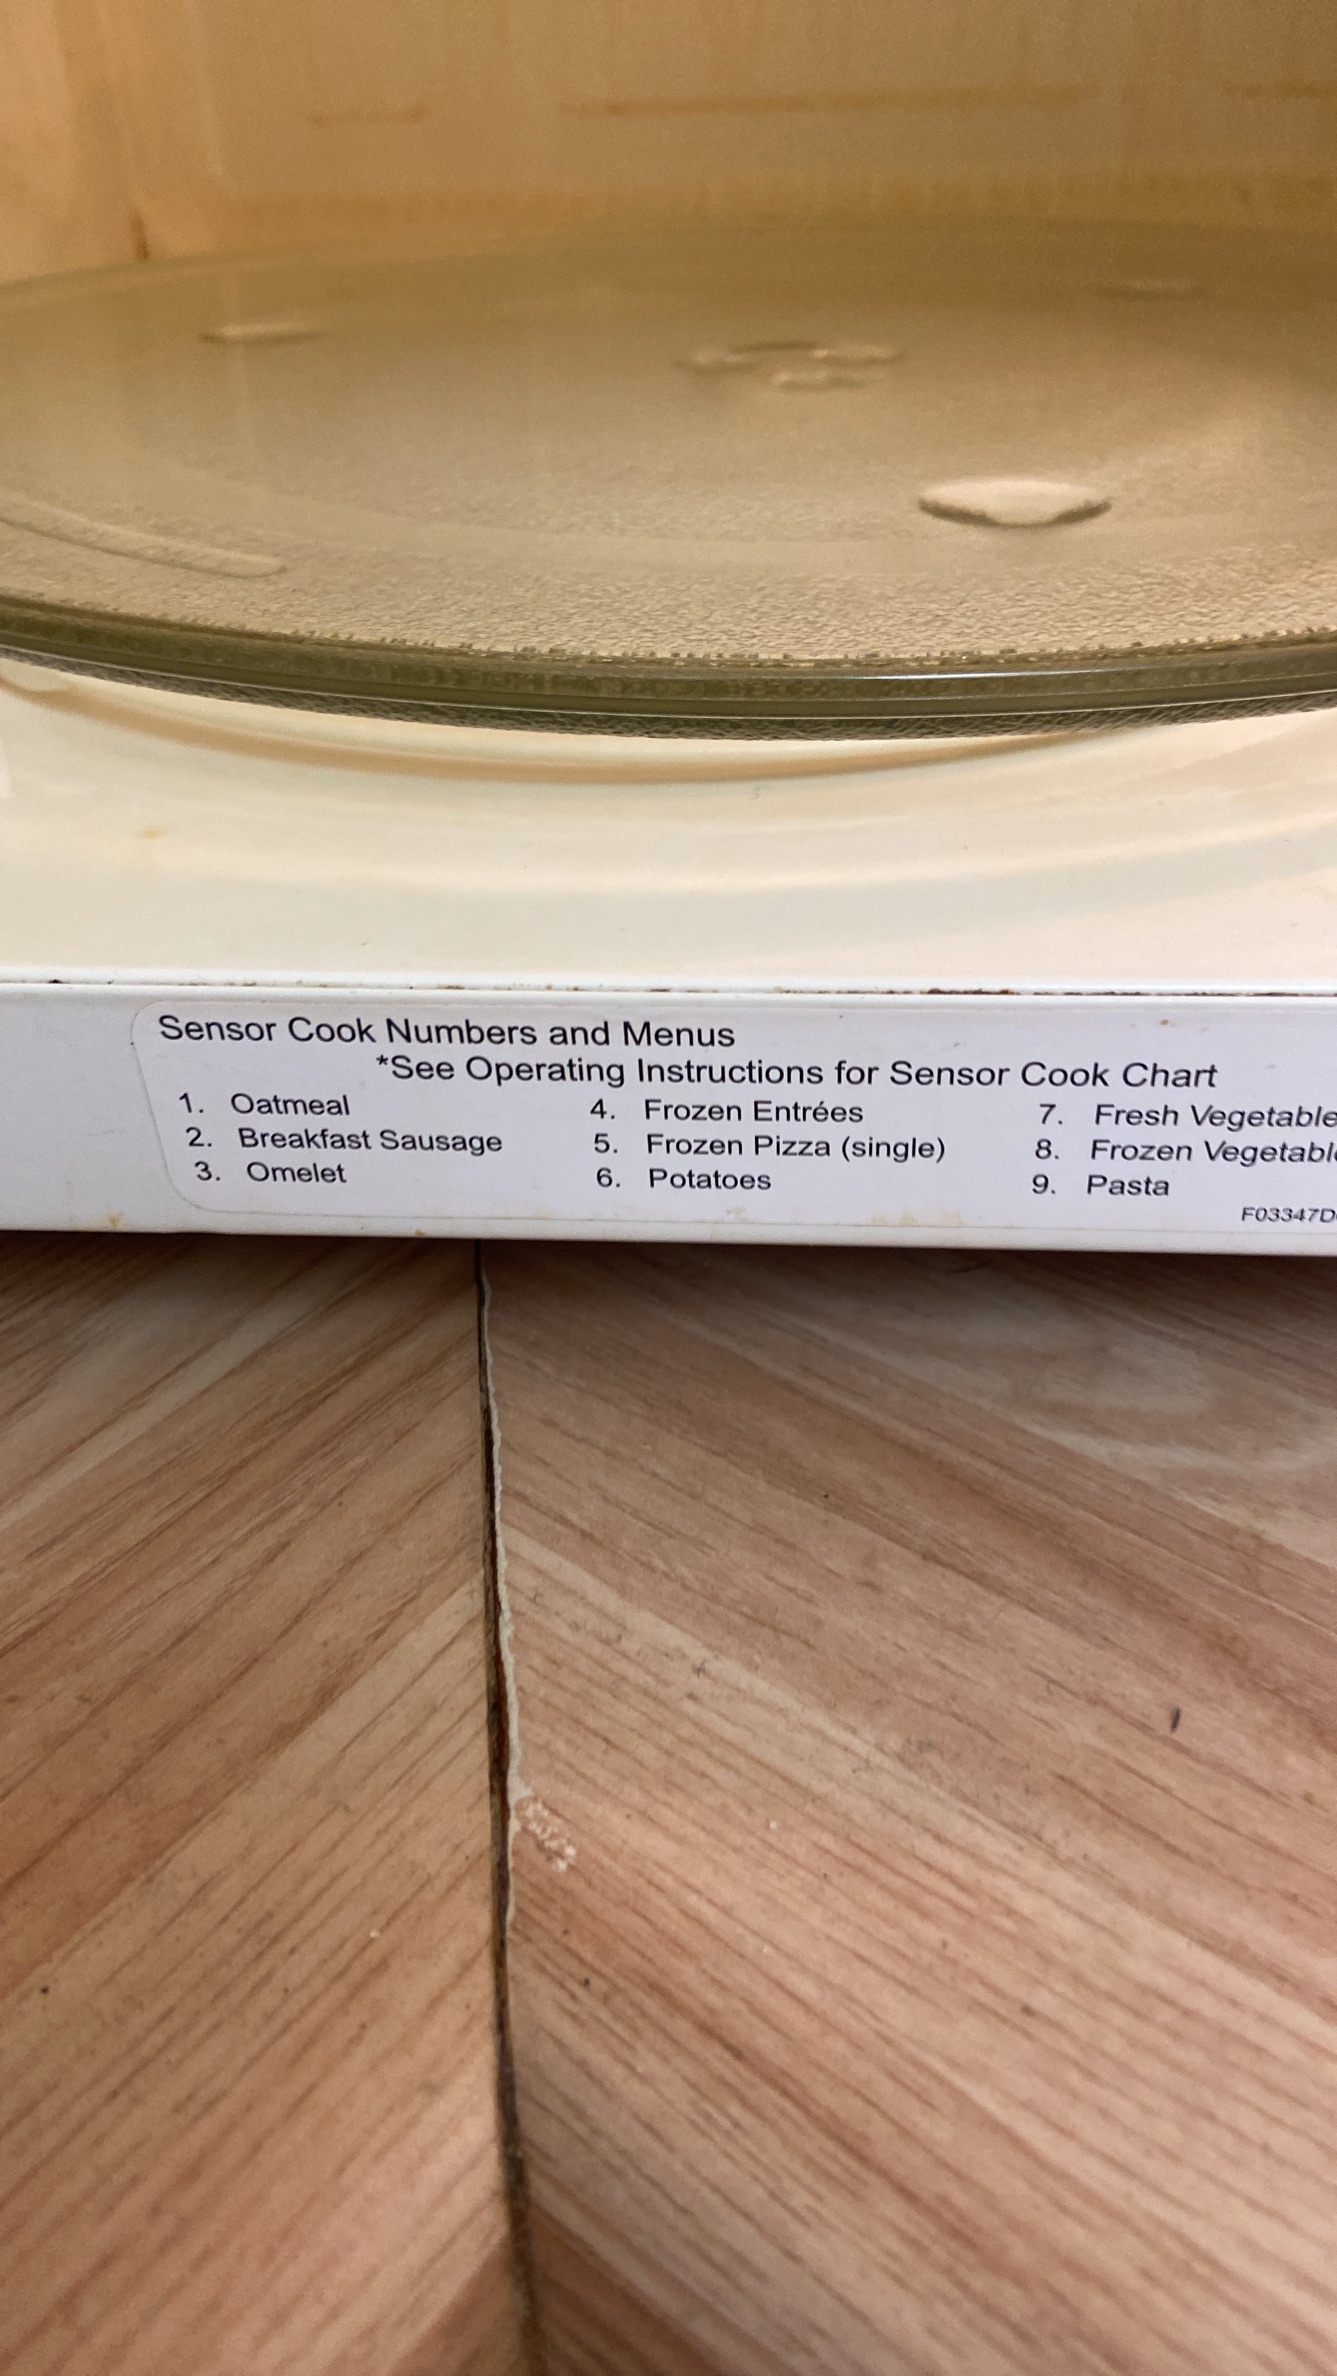 Sensor Cook Numbers and Menus
*See Operating Instructions for Sensor Cook Chart
1. Oatmeal
2. Breakfast Sausage
3. Omelet
4. Frozen Entrées
5. Frozen Pizza (single)
6. Potatoes
7. Fresh Vegetable
8. Frozen Vegetabl
9. Pasta
F03347D